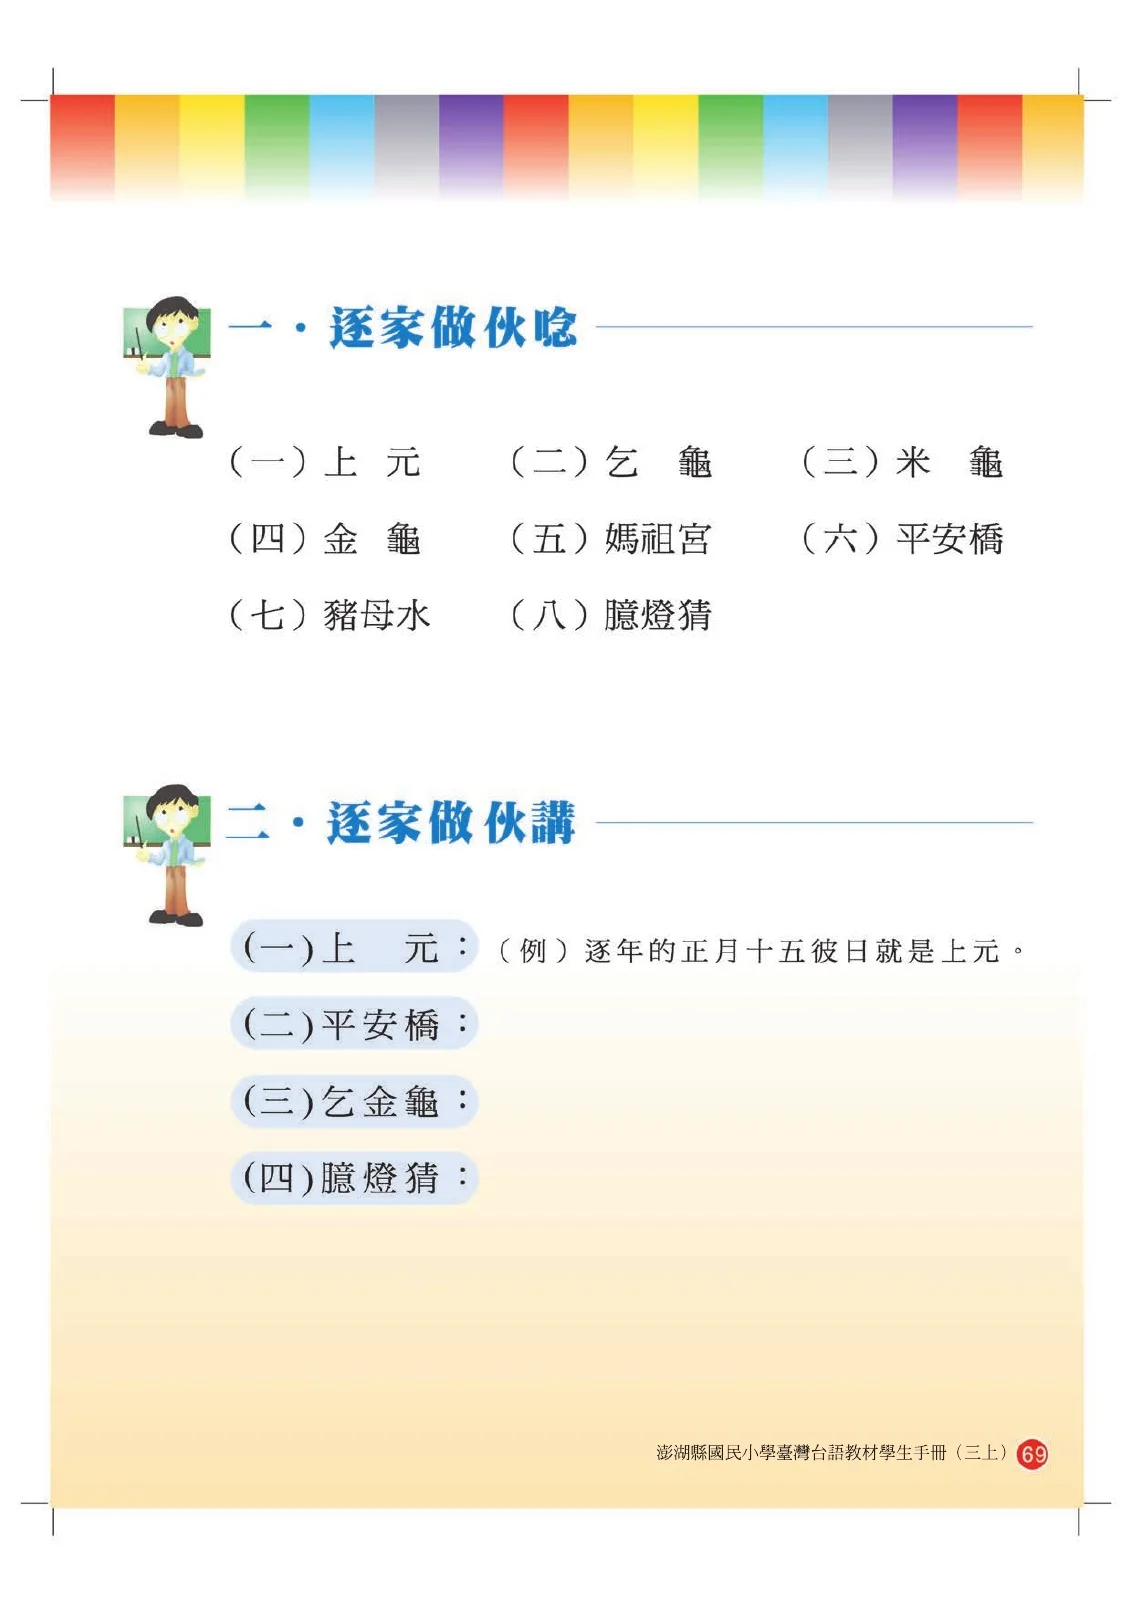 一・逐家做伙唸
（一）上 元 （二）乞 龜 （三）米 龜
（四）金 龜 （五）媽祖宮 （六）平安橋
（七）豬母水 （八）臆燈猜
二・逐家做伙講
(一)上 元：（例）逐年的正月十五彼日就是上元。
(二)平安橋：
(三)乞金龜：
(四)臆燈猜：
澎湖縣國民小學臺灣台語教材學生手冊（三上） 69